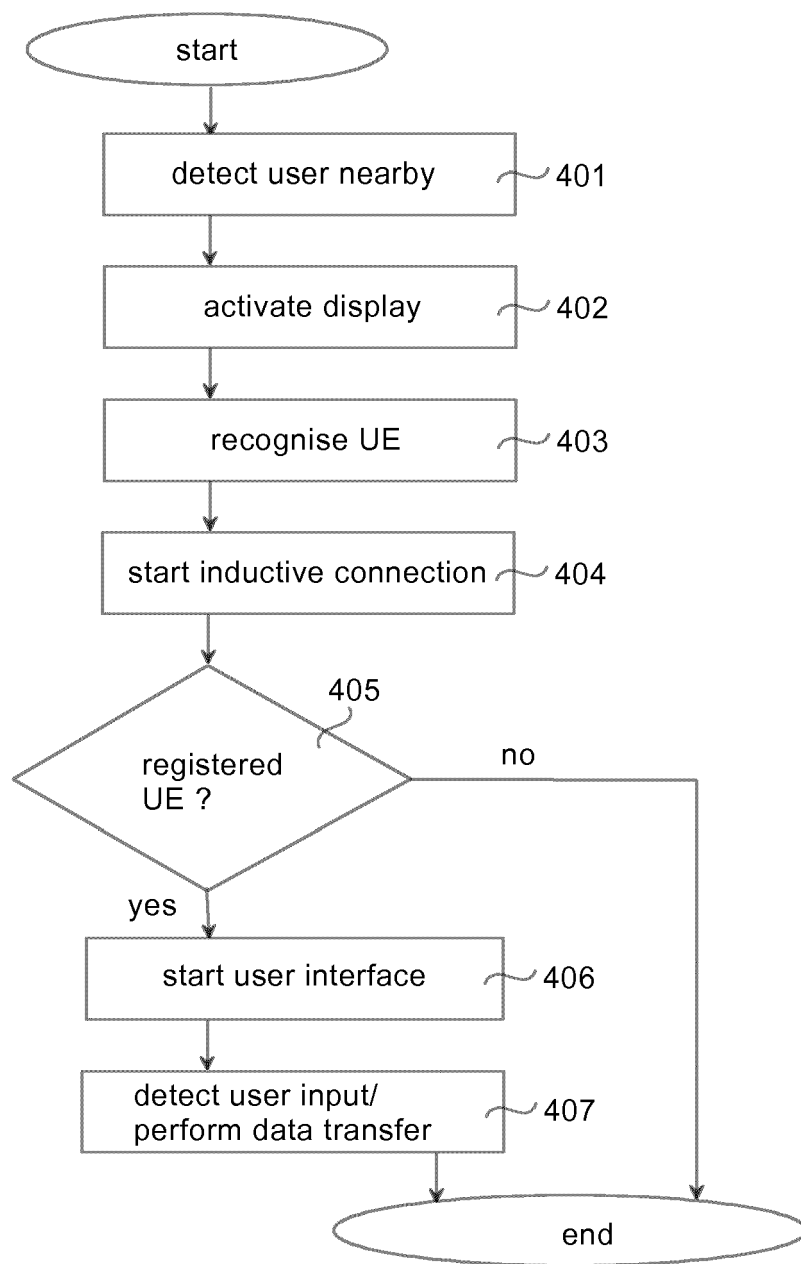 start
detect user nearby 401
activate display 402
recognise UE 403
start inductive connection 404
405
registered
UE ?
no
yes
start user interface 406
detect user input/
perform data transfer 407
end